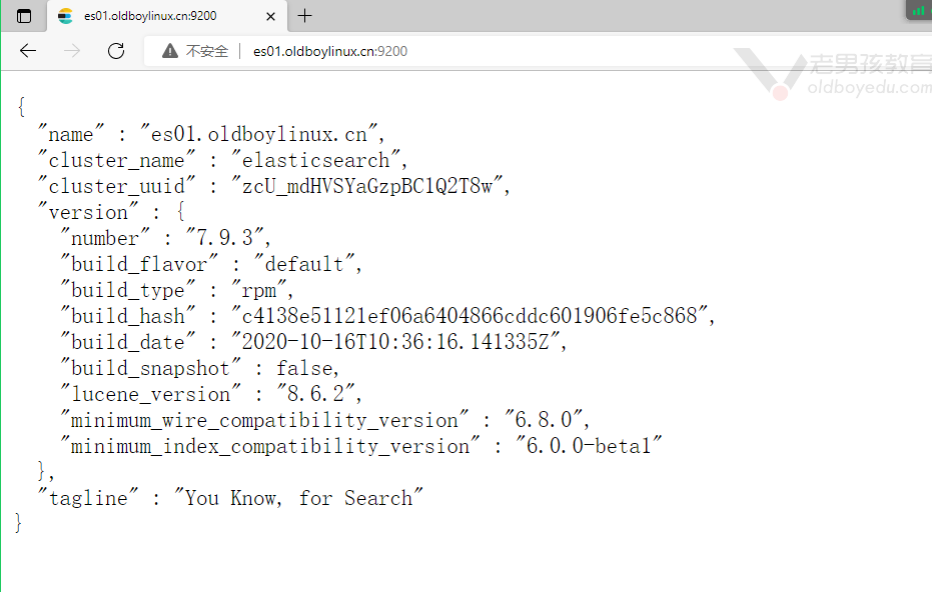 es01.oldboylinux.cn:9200
不安全 es01.oldboylinux.cn:9200
老男孩教育
oldboyedu.com
{
"name" : "es01.oldboylinux.cn",
"cluster_name" : "elasticsearch",
"cluster_uuid" : "zcU_mdHVSYaGzpBC1Q2T8w",
"version" : {
"number" : "7.9.3",
"build_flavor" : "default",
"build_type" : "rpm",
"build_hash" : "c4138e51121ef06a6404866cddc601906fe5c868",
"build_date" : "2020-10-16T10:36:16.141335Z",
"build_snapshot" : false,
"lucene_version" : "8.6.2",
"minimum_wire_compatibility_version" : "6.8.0",
"minimum_index_compatibility_version" : "6.0.0-beta1"
},
"tagline" : "You Know, for Search"
}